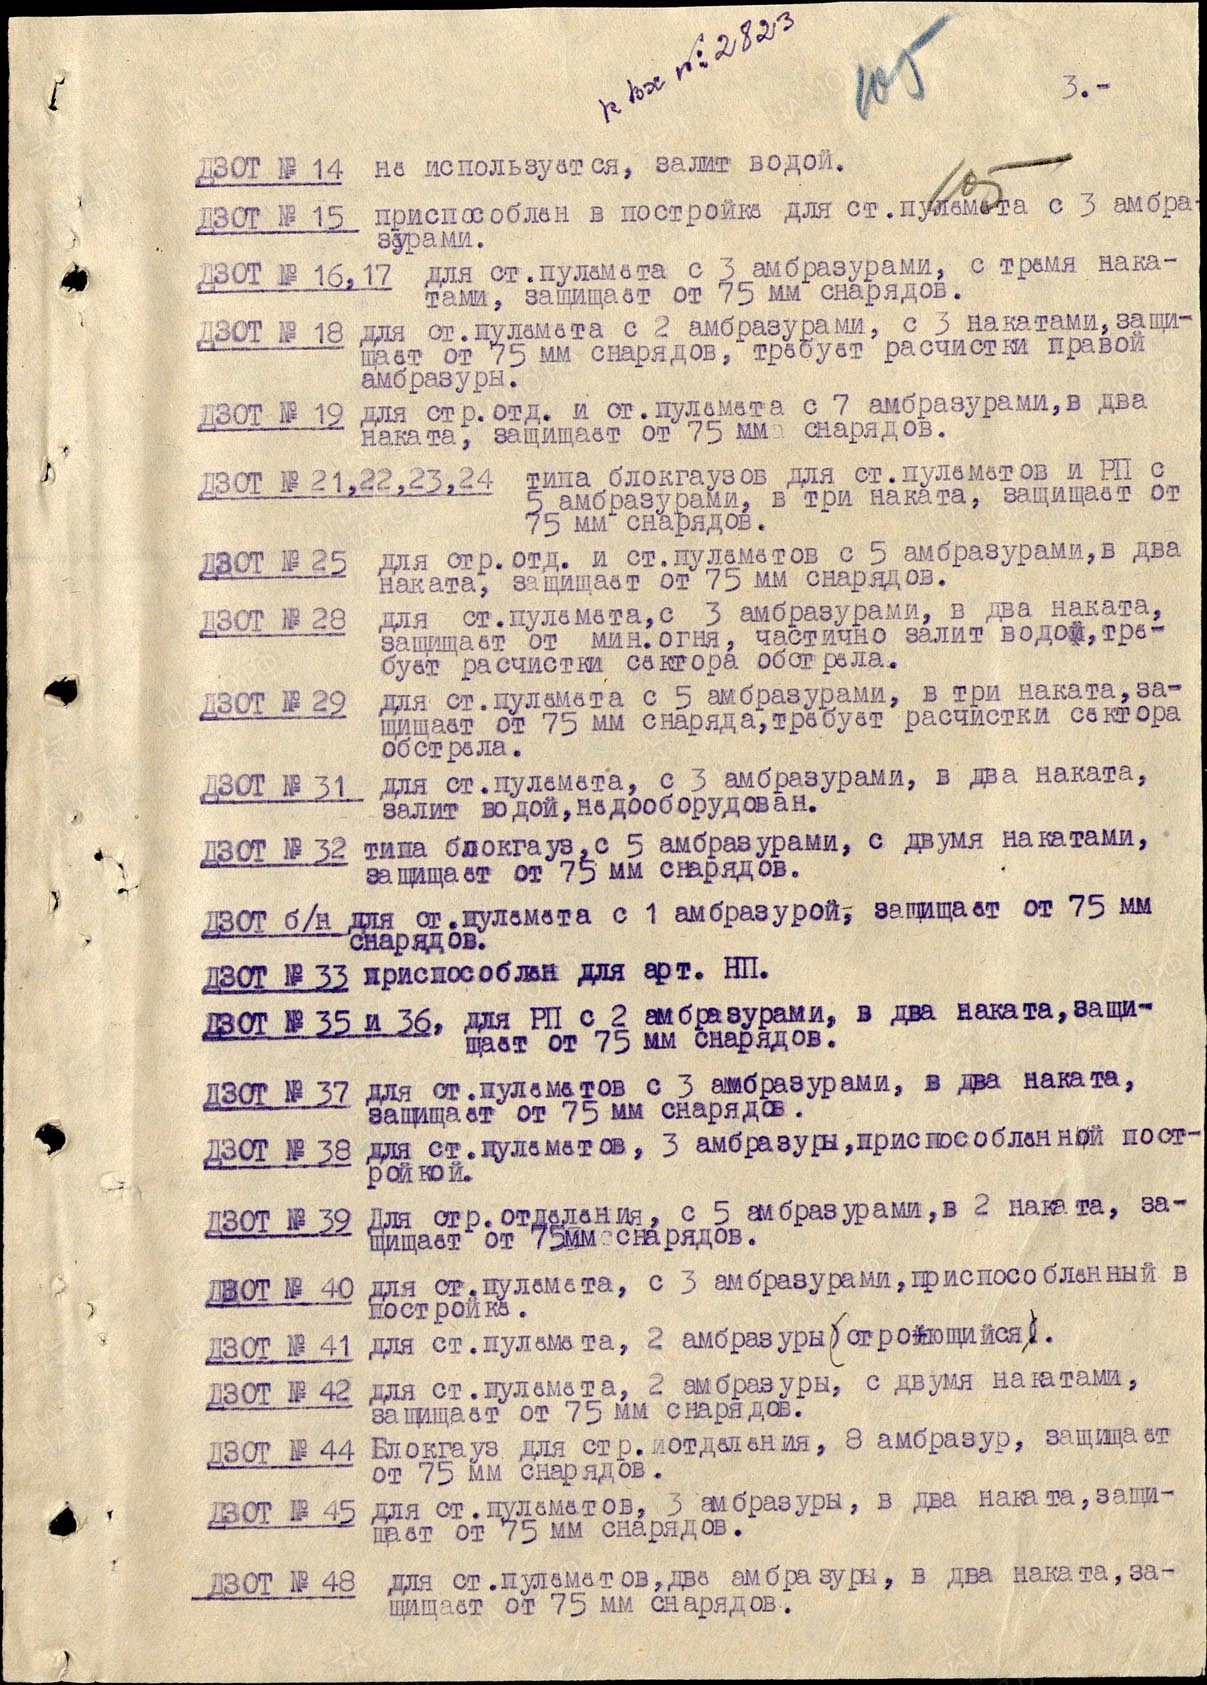 к вх №: 2823
105
3.-
105
ДЗОТ № 14 не используется, залит водой.
ДЗОТ № 15 приспособлен в постройке для ст.пулемета с 3 амбра-
зурами.
ДЗОТ № 16,17 для ст.пулемета с 3 амбразурами, с тремя нака-
тами, защищает от 75 мм снарядов.
ДЗОТ № 18 для ст.пулемета с 2 амбразурами, с 3 накатами,защи-
щает от 75 мм снарядов, требует расчистки правой
амбразуры.
ДЗОТ № 19 для стр.отд. и ст.пулемета с 7 амбразурами,в два
наката, защищает от 75 мм снарядов.
ДЗОТ № 21,22,23,24 типа блокгаузов для ст.пулеметов и РП с
5 амбразурами, в три наката, защищает от
75 мм снарядов.
ДЗОТ № 25 для стр.отд. и ст.пулеметов с 5 амбразурами,в два
наката, защищает от 75 мм снарядов.
ДЗОТ № 28 для ст.пулемета,с 3 амбразурами, в два наката,
защищает от мин.огня, частично залит водой,тре-
бует расчистки сектора обстрела.
ДЗОТ № 29 для ст.пулемета с 5 амбразурами, в три наката,за-
щищает от 75 мм снаряда,требует расчистки сектора
обстрела.
ДЗОТ № 31 для ст.пулемета, с 3 амбразурами, в два наката,
залит водой,недооборудован.
ДЗОТ № 32 типа блокгауз,с 5 амбразурами, с двумя накатами,
защищает от 75 мм снарядов.
ДЗОТ б/н для ст.пулемета с 1 амбразурой, защищает от 75 мм
снарядов.
ДЗОТ № 33 приспособлен для арт. НП.
ДЗОТ № 35 и 36, для РП с 2 амбразурами, в два наката,защи-
щает от 75 мм снарядов.
ДЗОТ № 37 для ст.пулеметов с 3 амбразурами, в два наката,
защищает от 75 мм снарядов.
ДЗОТ № 38 для ст.пулеметов, 3 амбразуры,приспособленной пост-
ройкой.
ДЗОТ № 39 Для стр.отделения, с 5 амбразурами,в 2 наката, за-
щищает от 75мм снарядов.
ДЗОТ № 40 для ст.пулемета, с 3 амбразурами,приспособленный в
постройке.
ДЗОТ № 41 для ст.пулемета, 2 амбразуры(строющийся).
ДЗОТ № 42 для ст.пулемета, 2 амбразуры, с двумя накатами,
защищает от 75 мм снарядов.
ДЗОТ № 44 Блокгауз для стр.иотделения, 8 амбразур, защищает
от 75 мм снарядов.
ДЗОТ № 45 для ст.пулеметов, 3 амбразуры, в два наката,защи-
щает от 75 мм снарядов.
ДЗОТ № 48 для ст.пулеметов,две амбразуры, в два наката,за-
щищает от 75 мм снарядов.